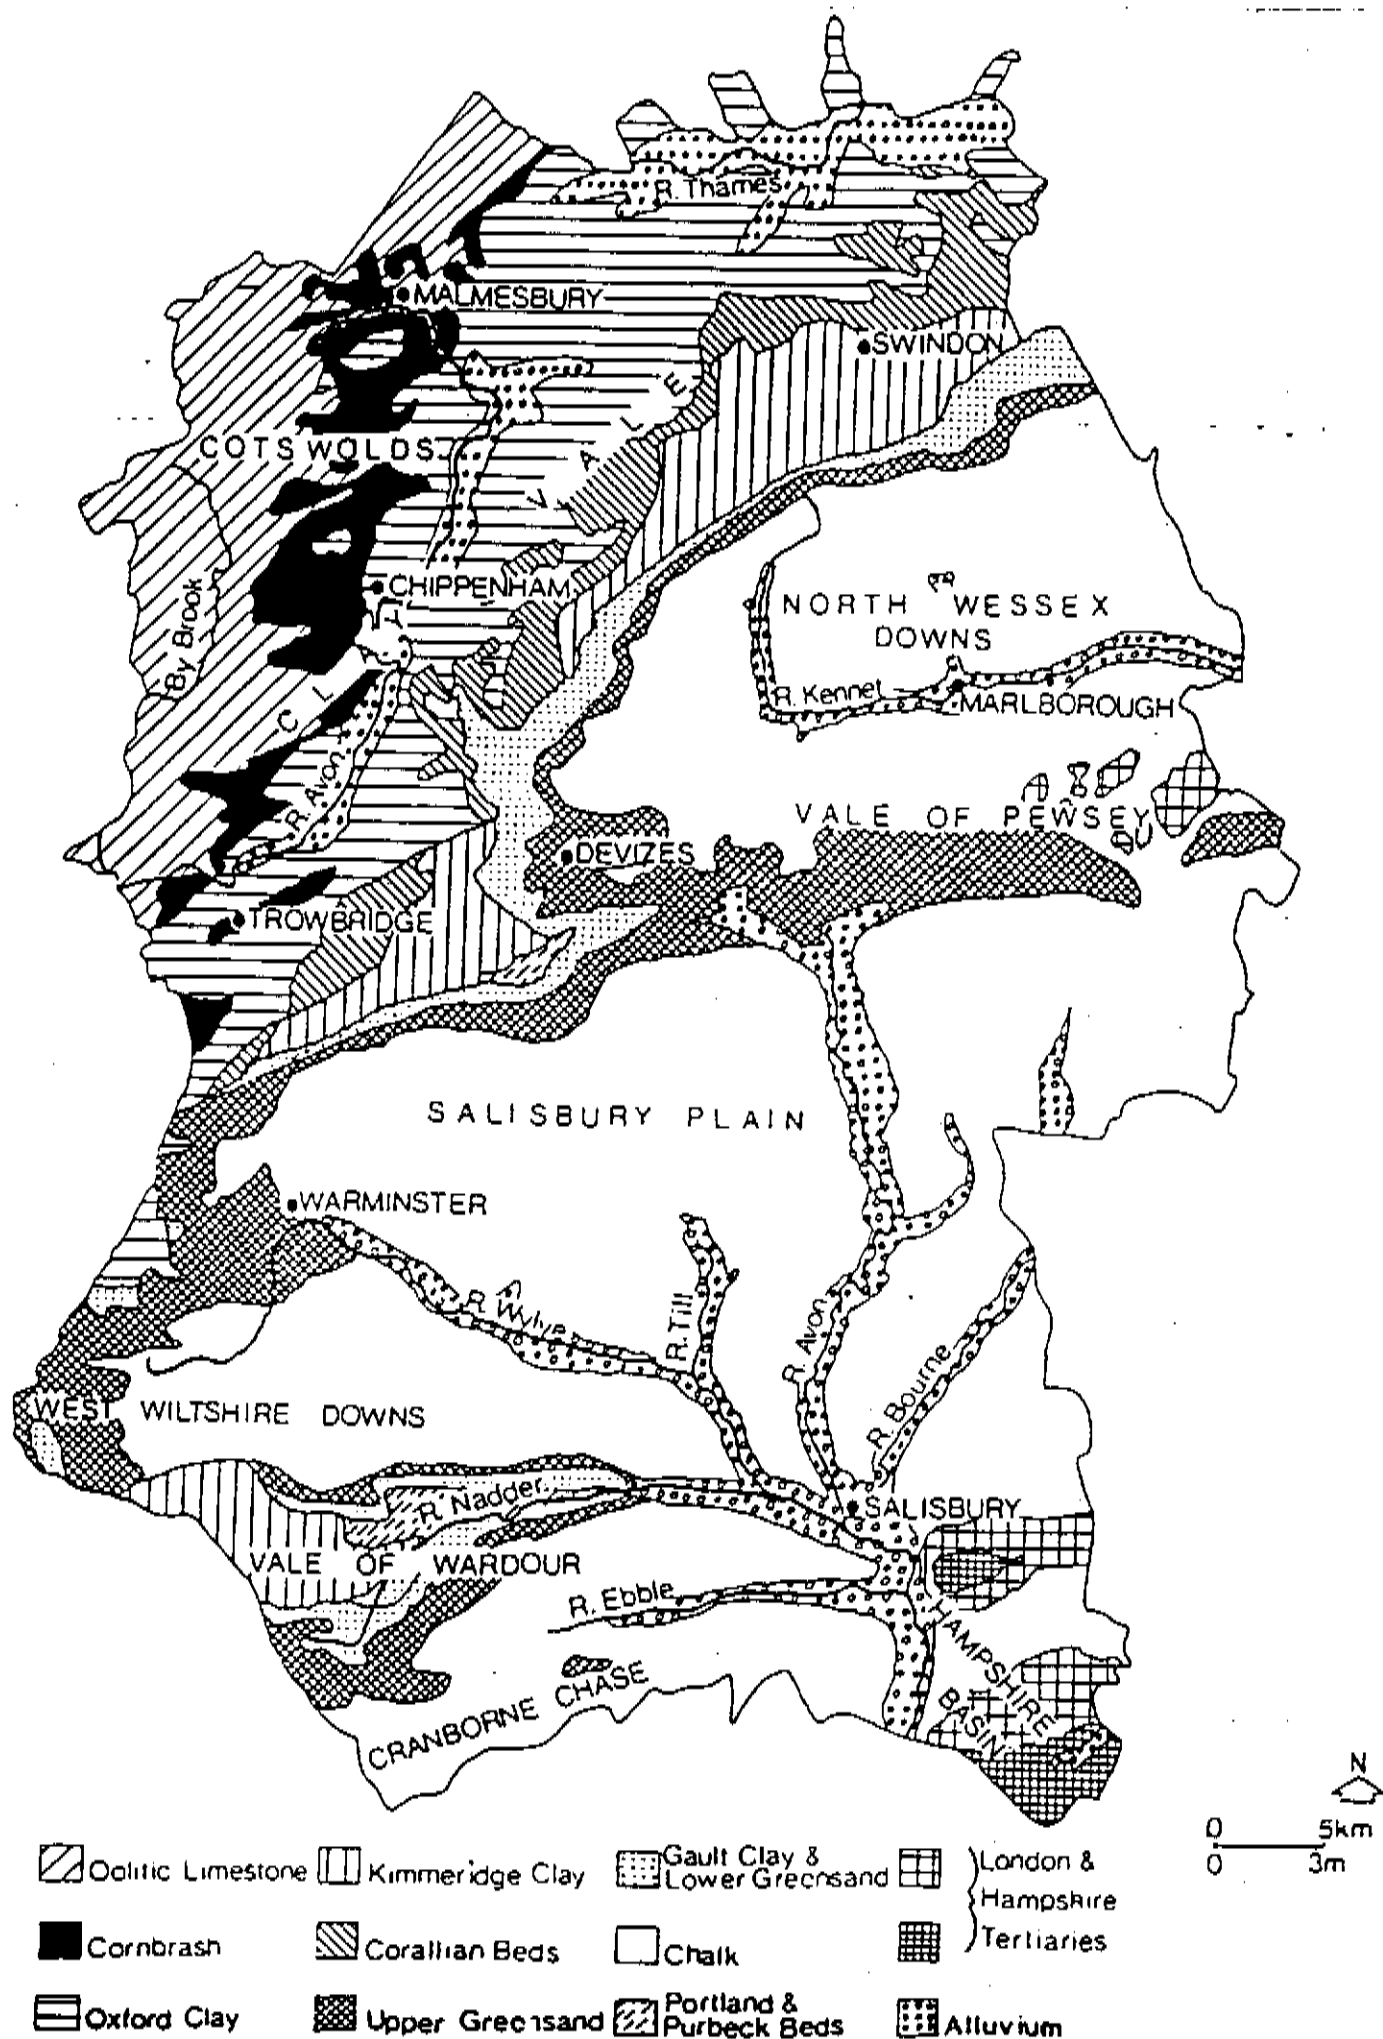 R. Thames
MALMESBURY
SWINDON
COTSWOLDS
CLAY VALE
CHIPPENHAM
By Brook
NORTH WESSEX
DOWNS
R. Kennet
MARLBOROUGH
R. Avon
VALE OF PEWSEY
DEVIZES
TROWBRIDGE
SALISBURY PLAIN
WARMINSTER
R. Wylye
R. Till
R. Avon
R. Bourne
WEST WILTSHIRE DOWNS
R. Nadder
SALISBURY
VALE OF WARDOUR
R. Ebble
HAMPSHIRE
BASIN
CRANBORNE CHASE
N
0 5km
0 3m
Oolitic Limestone
Kimmeridge Clay
Gault Clay &
Lower Greensand
London &
Hampshire
Tertiaries
Cornbrash
Corallian Beds
Chalk
Oxford Clay
Upper Greensand
Portland &
Purbeck Beds
Alluvium